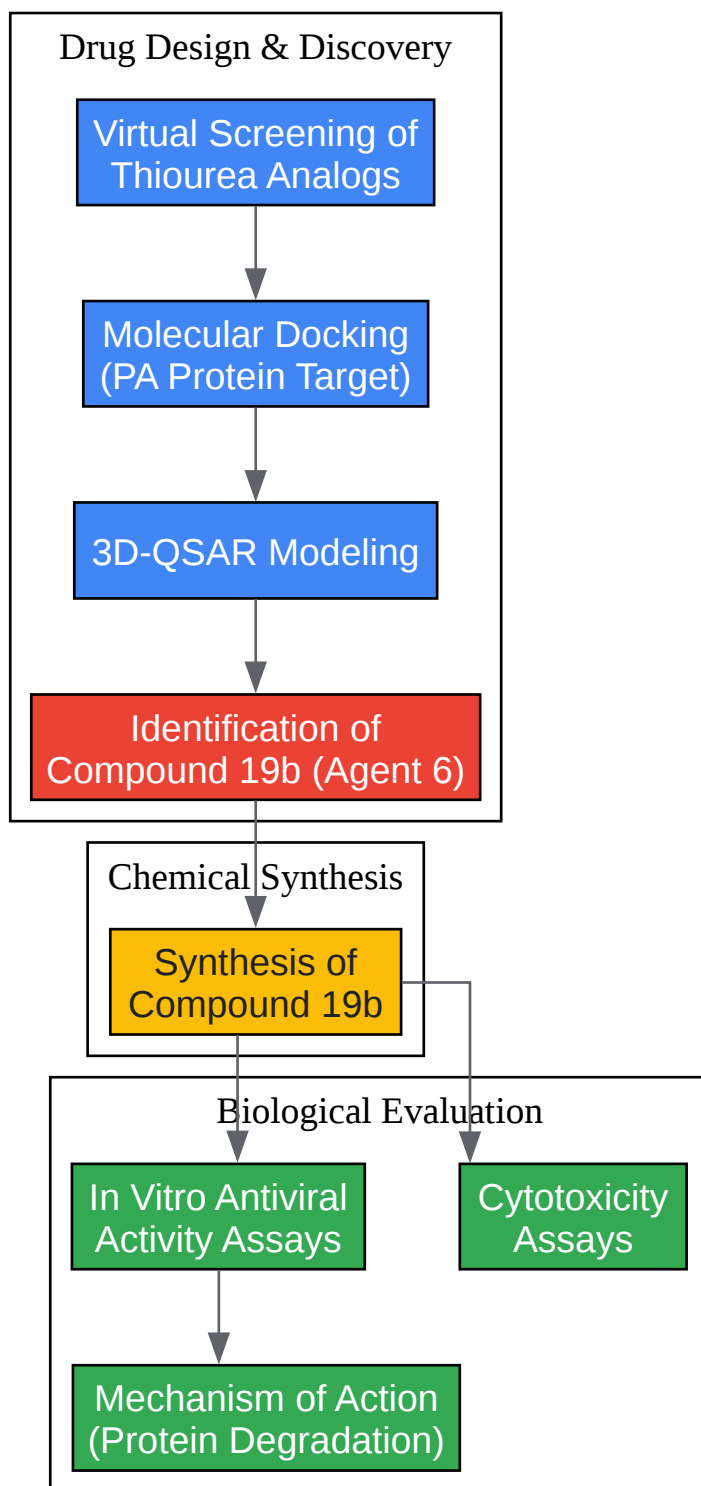 Drug Design & Discovery
Virtual Screening of
Thiourea Analogs
Molecular Docking
(PA Protein Target)
3D-QSAR Modeling
Identification of
Compound 19b (Agent 6)
Chemical Synthesis
Synthesis of
Compound 19b
Biological Evaluation
In Vitro Antiviral
Activity Assays
Cytotoxicity
Assays
Mechanism of Action
(Protein Degradation)